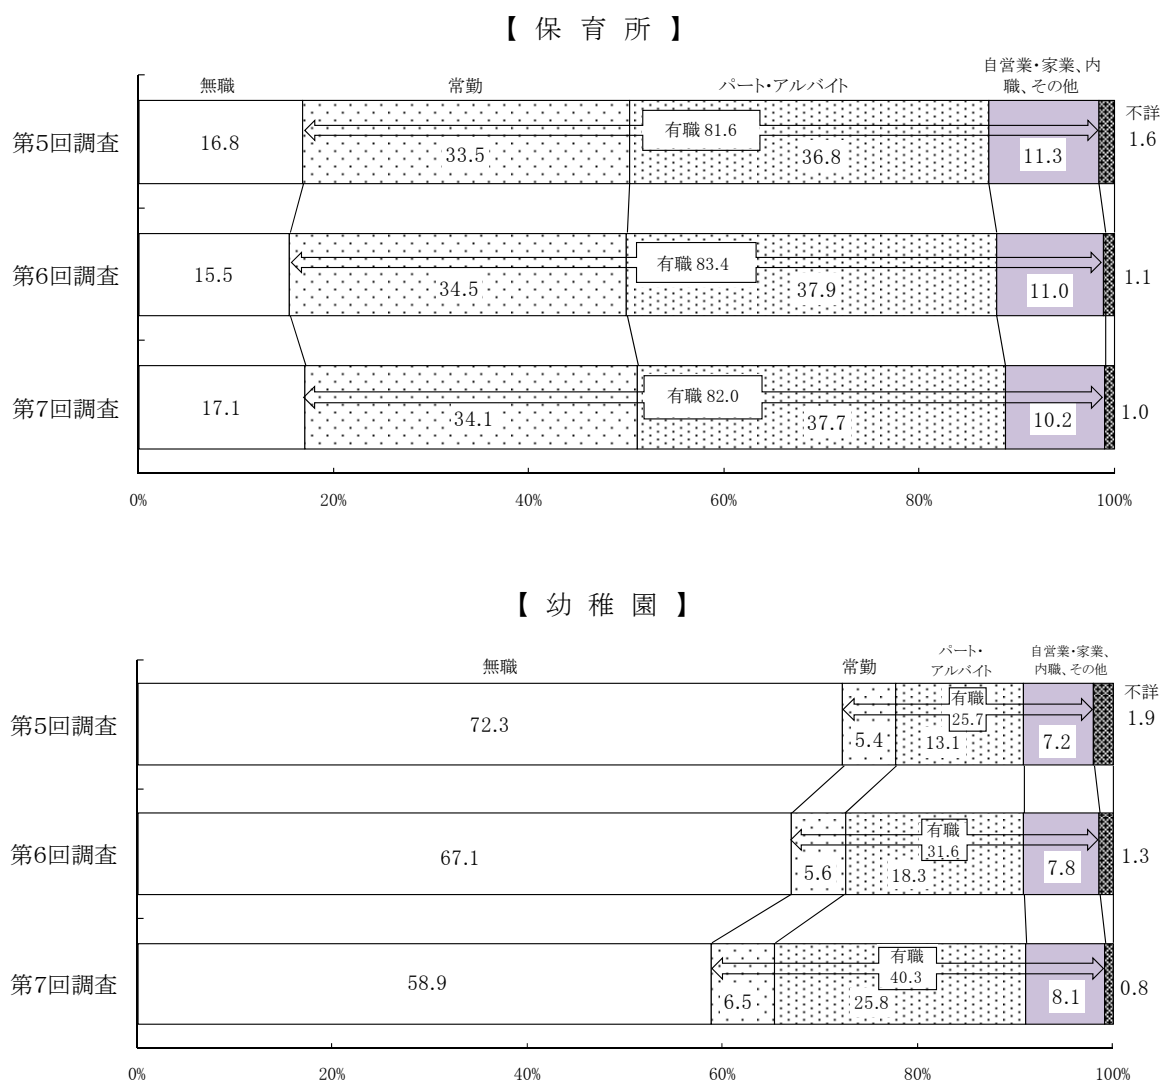 【 保 育 所 】
無職
常勤
パート・アルバイト
自営業・家業、内
職、その他
不詳
第5回調査
16.8
有職 81.6
33.5
36.8
11.3
1.6
第6回調査
15.5
有職 83.4
34.5
37.9
11.0
1.1
第7回調査
17.1
有職 82.0
34.1
37.7
10.2
1.0
0%
20%
40%
60%
80%
100%
【 幼 稚 園 】
無職
常勤
パート・
アルバイト
自営業・家業、
内職、その他
不詳
第5回調査
72.3
有職
25.7
5.4
13.1
7.2
1.9
第6回調査
67.1
有職
31.6
5.6
18.3
7.8
1.3
第7回調査
58.9
有職
40.3
6.5
25.8
8.1
0.8
0%
20%
40%
60%
80%
100%